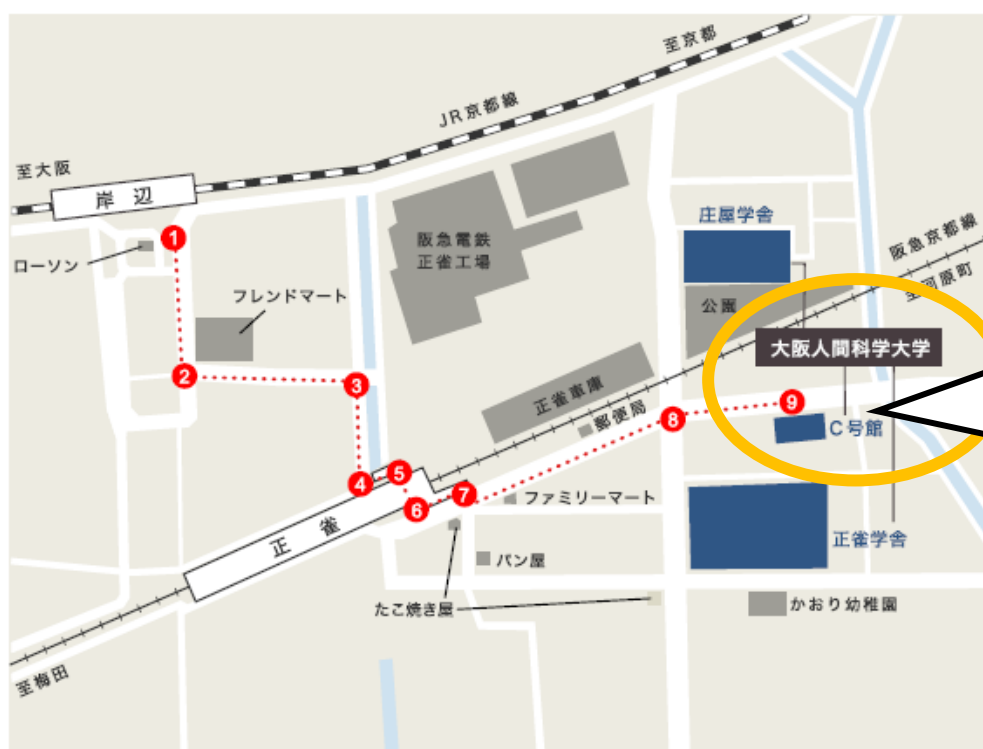 至京都
JR京都線
至大阪
岸辺
1
ローソン
フレンドマート
阪急電鉄
正雀工場
庄屋学舎
阪急京都線
至河原町
公園
大阪人間科学大学
2
3
正雀車庫
郵便局
8
9
C号館
4
5
6
7
正雀
ファミリーマート
正雀学舎
パン屋
たこ焼き屋
かおり幼稚園
至梅田